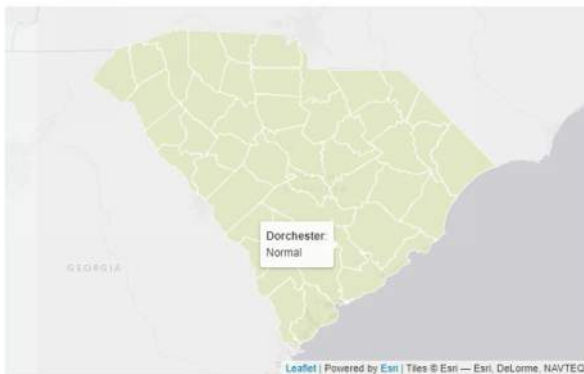 Dorchester:
Normal
GEORGIA
Leaflet | Powered by Esri | Tiles © Esri — Esri, DeLorme, NAVTEQ